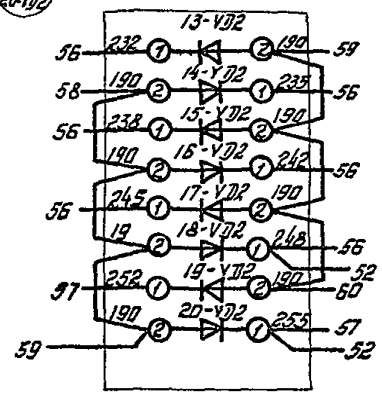 20-VD2
13-VD2
56 232 1 2 190 59
14-VD2
58 190 2 1 235 56
15-VD2
56 238 1 2 190
16-VD2
190 2 1 242 56
17-VD2
56 245 1 2 190
18-VD2
19 2 1 248 56
52
19-VD2
97 252 1 2 190 60
20-VD2
190 2 1 255 57
59 52